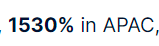 , 1530% in APAC,